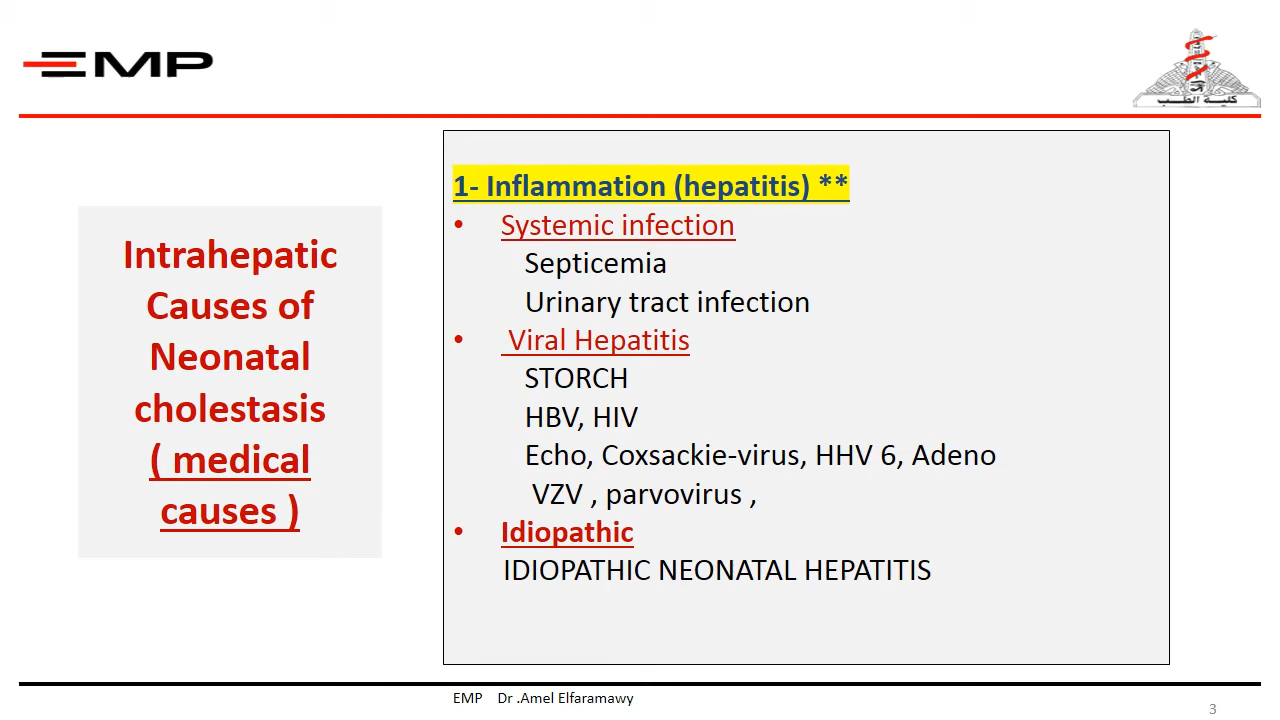 EMP
كلية الطب
Intrahepatic
Causes of
Neonatal
cholestasis
( medical
causes )
1- Inflammation (hepatitis) **
• Systemic infection
Septicemia
Urinary tract infection
• Viral Hepatitis
STORCH
HBV, HIV
Echo, Coxsackie-virus, HHV 6, Adeno
VZV , parvovirus ,
• Idiopathic
IDIOPATHIC NEONATAL HEPATITIS
EMP Dr .Amel Elfaramawy
3